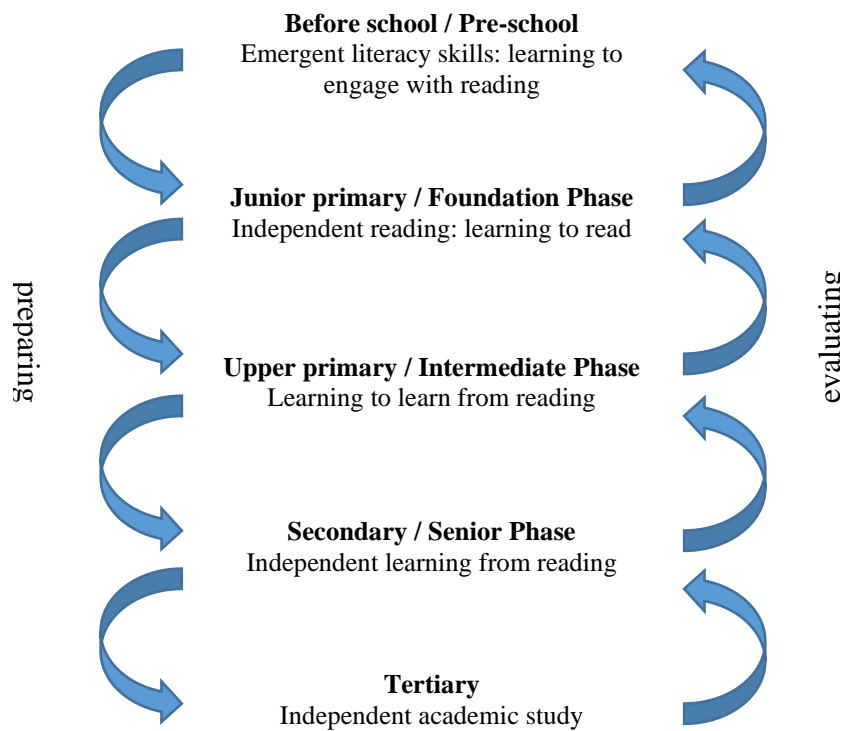 Before school / Pre-school
Emergent literacy skills: learning to
engage with reading
Junior primary / Foundation Phase
Independent reading: learning to read
preparing
evaluating
Upper primary / Intermediate Phase
Learning to learn from reading
Secondary / Senior Phase
Independent learning from reading
Tertiary
Independent academic study